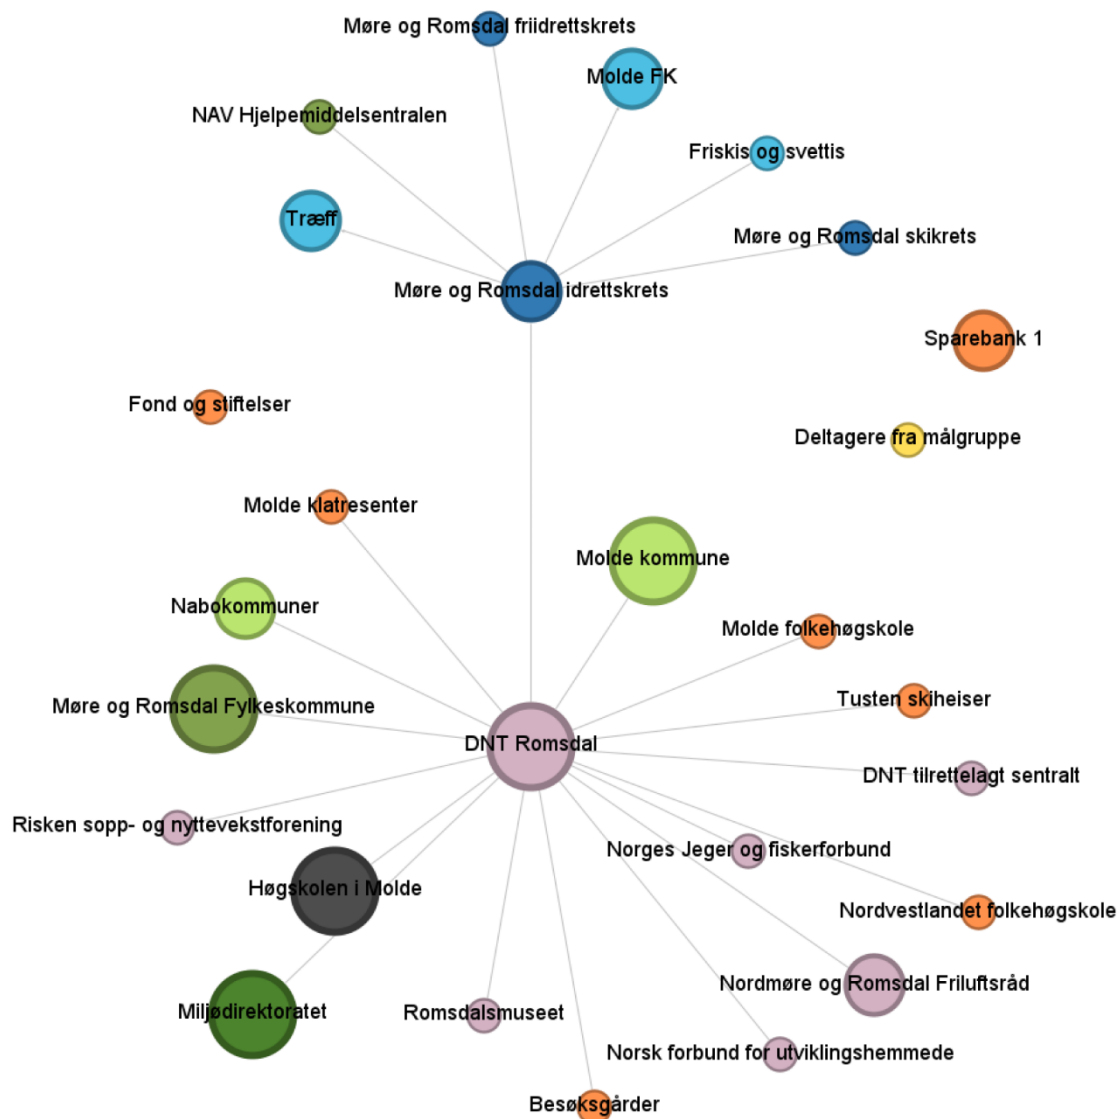 Møre og Romsdal friidrettskrets
Molde FK
NAV Hjelpemiddelsentralen
Friskis og svettis
Træff
Møre og Romsdal skikrets
Møre og Romsdal idrettskrets
Sparebank 1
Fond og stiftelser
Deltagere fra målgruppe
Molde klatresenter
Molde kommune
Nabokommuner
Molde folkehøgskole
Møre og Romsdal Fylkeskommune
Tusten skiheiser
DNT Romsdal
DNT tilrettelagt sentralt
Risken sopp- og nyttevekstforening
Norges Jeger og fiskerforbund
Høgskolen i Molde
Nordvestlandet folkehøgskole
Nordmøre og Romsdal Friluftsråd
Miljødirektoratet
Romsdalsmuseet
Norsk forbund for utviklingshemmede
Besøksgårder